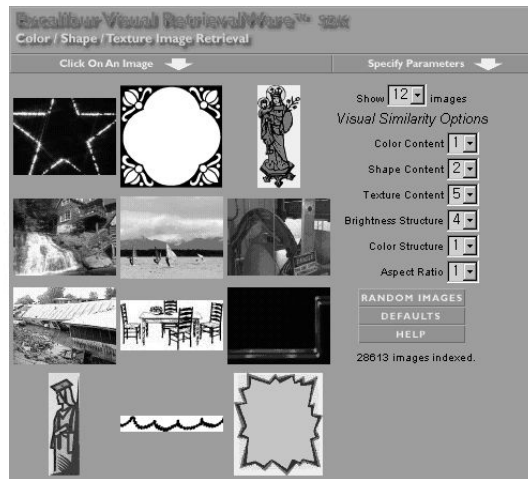 Excalibur Visual RetrievalWare™ SDK
Color / Shape / Texture Image Retrieval
Click On An Image
Specify Parameters
Show 12 images
Visual Similarity Options
Color Content 1
Shape Content 2
Texture Content 5
Brightness Structure 4
Color Structure 1
Aspect Ratio 1
RANDOM IMAGES
DEFAULTS
HELP
28613 images indexed.